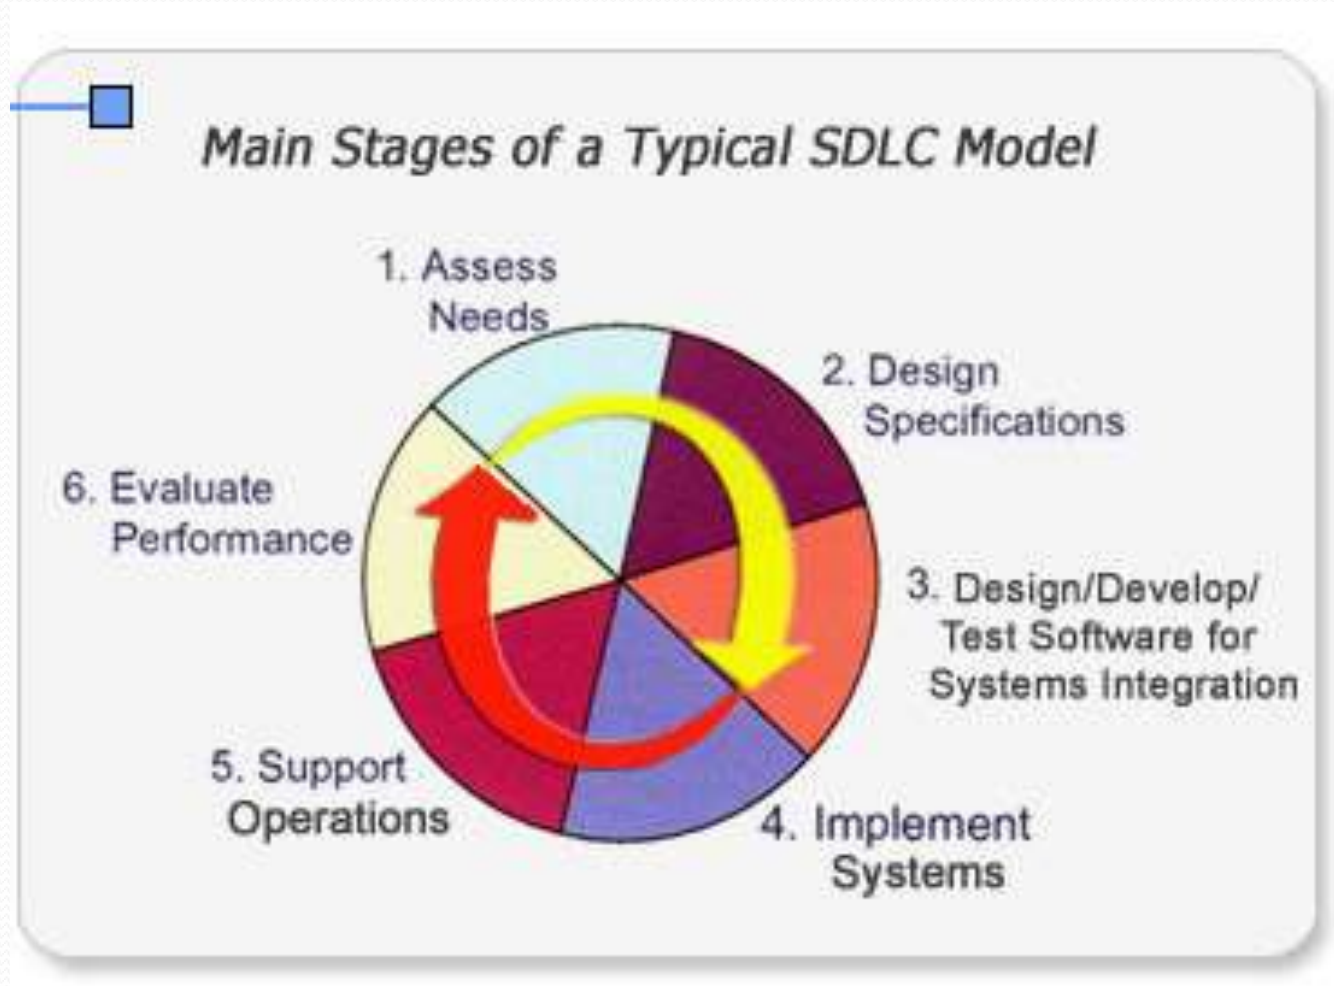 Main Stages of a Typical SDLC Model
1. Assess
Needs
2. Design
Specifications
3. Design/Develop/
Test Software for
Systems Integration
4. Implement
Systems
5. Support
Operations
6. Evaluate
Performance